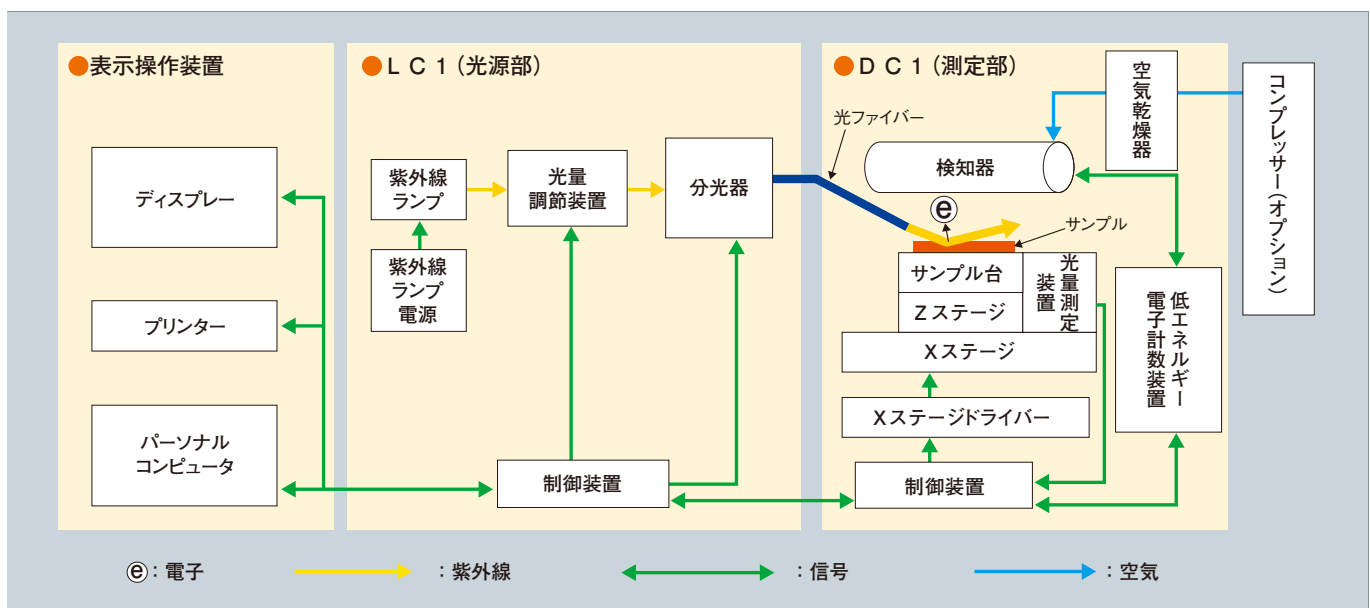 ●表示操作装置
ディスプレー
プリンター
パーソナル
コンピュータ
●LC1（光源部）
紫外線
ランプ
紫外線
ランプ
電源
光量
調節装置
分光器
制御装置
●DC1（測定部）
光ファイバー
検知器
空気乾燥器
コンプレッサー（オプション）
e
サンプル
サンプル台
Zステージ
光量測定
装置
Xステージ
Xステージドライバー
制御装置
低エネルギー
電子計数装置
e：電子
：紫外線
：信号
：空気